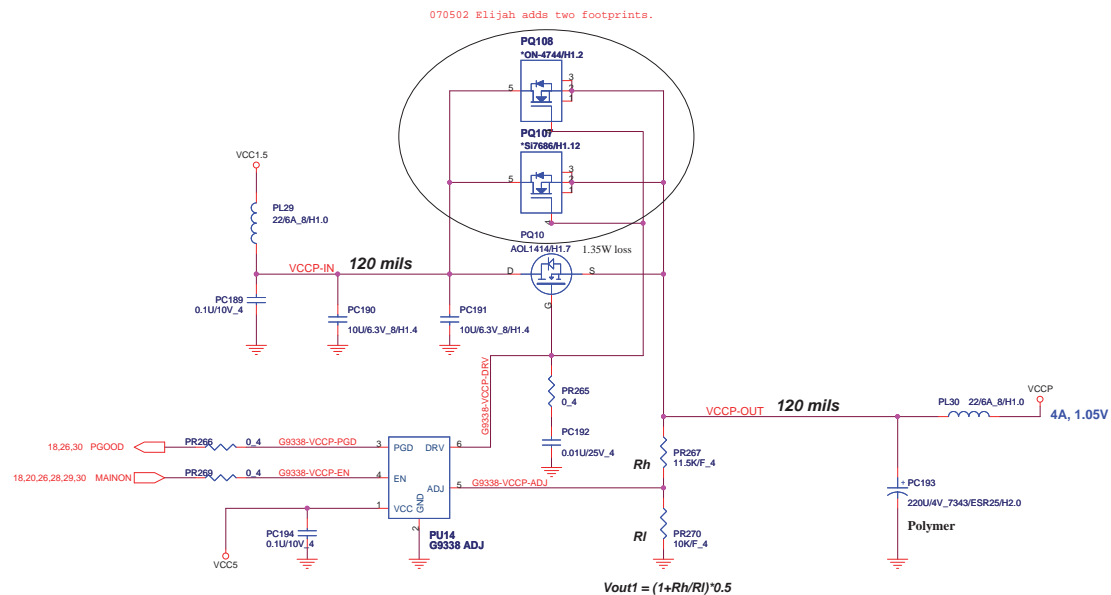 070502 Elijah adds two footprints.
PQ108
*ON-4744/H1.2
5
3
2
1
4
PQ107
*Si7686/H1.12
5
3
2
1
4
VCC1.5
PL29
22/6A_8/H1.0
PQ10
AOL1414/H1.7
1.35W loss
VCCP-IN
120 mils
D
S
G
PC189
0.1U/10V_4
PC190
10U/6.3V_8/H1.4
PC191
10U/6.3V_8/H1.4
G9338-VCCP-DRV
PR265
0_4
PC192
0.01U/25V_4
VCCP-OUT
120 mils
PL30
22/6A_8/H1.0
VCCP
4A, 1.05V
18,26,30 PGOOD
PR266
0_4
G9338-VCCP-PGD
3
PGD
DRV
6
18,20,26,28,29,30 MAINON
PR269
0_4
G9338-VCCP-EN
4
EN
ADJ
5
G9338-VCCP-ADJ
1
VCC
GND
2
Rh
PR267
11.5K/F_4
+
PC193
220U/4V_7343/ESR25/H2.0
Polymer
PC194
0.1U/10V_4
VCC5
PU14
G9338 ADJ
Rl
PR270
10K/F_4
Vout1 = (1+Rh/Rl)*0.5